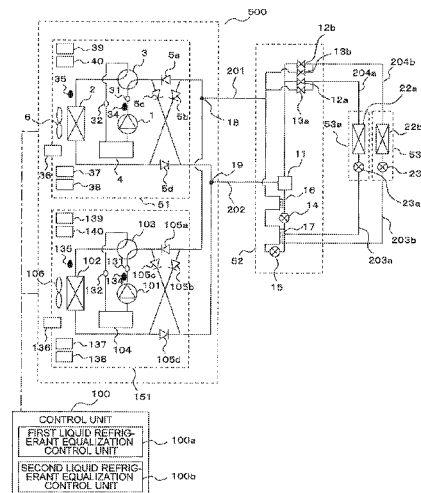 500
39
40
3
5a
12b
13b
204b
35
2
31
201
204a
6
5c
5b
12a
22a
34
1
32
18
13a
53a
22b
36
4
11
53
19
37
38
5d
16
23
14
23a
51
202
17
139
140
103
105a
52
203b
203a
135
102
131
15
106
105c
105b
132
134
101
136
104
137
138
105d
151
100
CONTROL UNIT
FIRST LIQUID REFRIG-
ERANT EQUALIZATION
CONTROL UNIT
100a
SECOND LIQUID REFRIG-
ERANT EQUALIZATION
CONTROL UNIT
100b